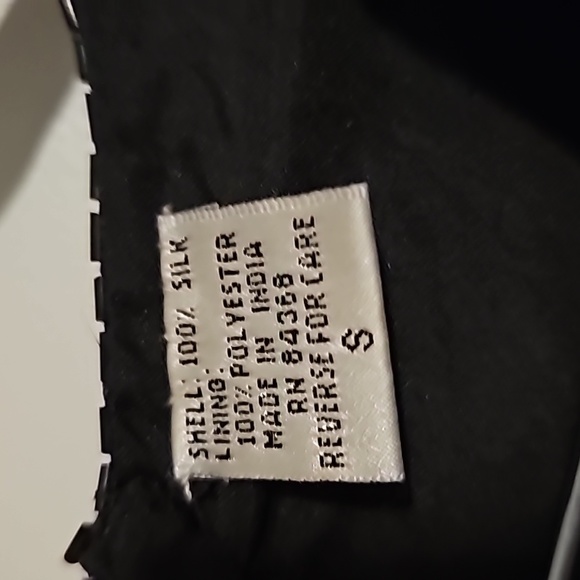 SHELL: 100% SILK
LINING:
100% POLYESTER
MADE IN INDIA
RN 84368
REVERSE FOR CARE
S